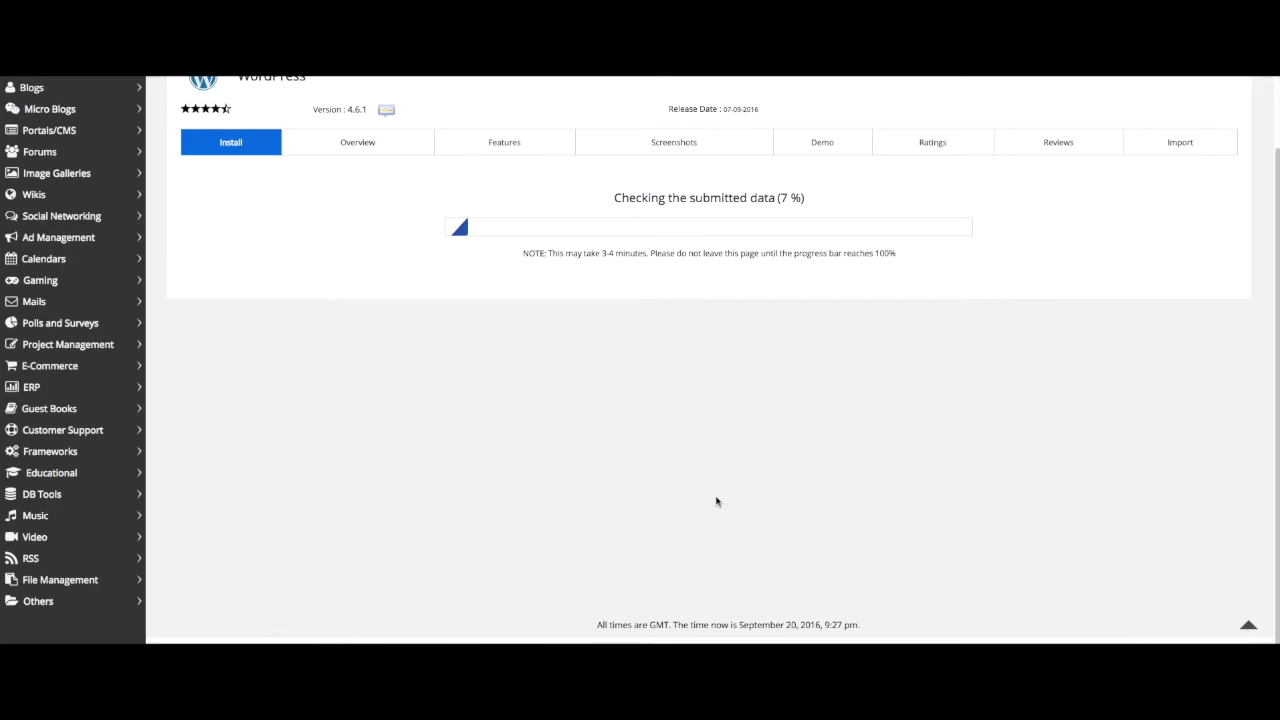 WordPress
Version : 4.6.1
Release Date : 07-09-2016
Install
Overview
Features
Screenshots
Demo
Ratings
Reviews
Import
Checking the submitted data (7 %)
NOTE: This may take 3-4 minutes. Please do not leave this page until the progress bar reaches 100%
Blogs
Micro Blogs
Portals/CMS
Forums
Image Galleries
Wikis
Social Networking
Ad Management
Calendars
Gaming
Mails
Polls and Surveys
Project Management
E-Commerce
ERP
Guest Books
Customer Support
Frameworks
Educational
DB Tools
Music
Video
RSS
File Management
Others
All times are GMT. The time now is September 20, 2016, 9:27 pm.